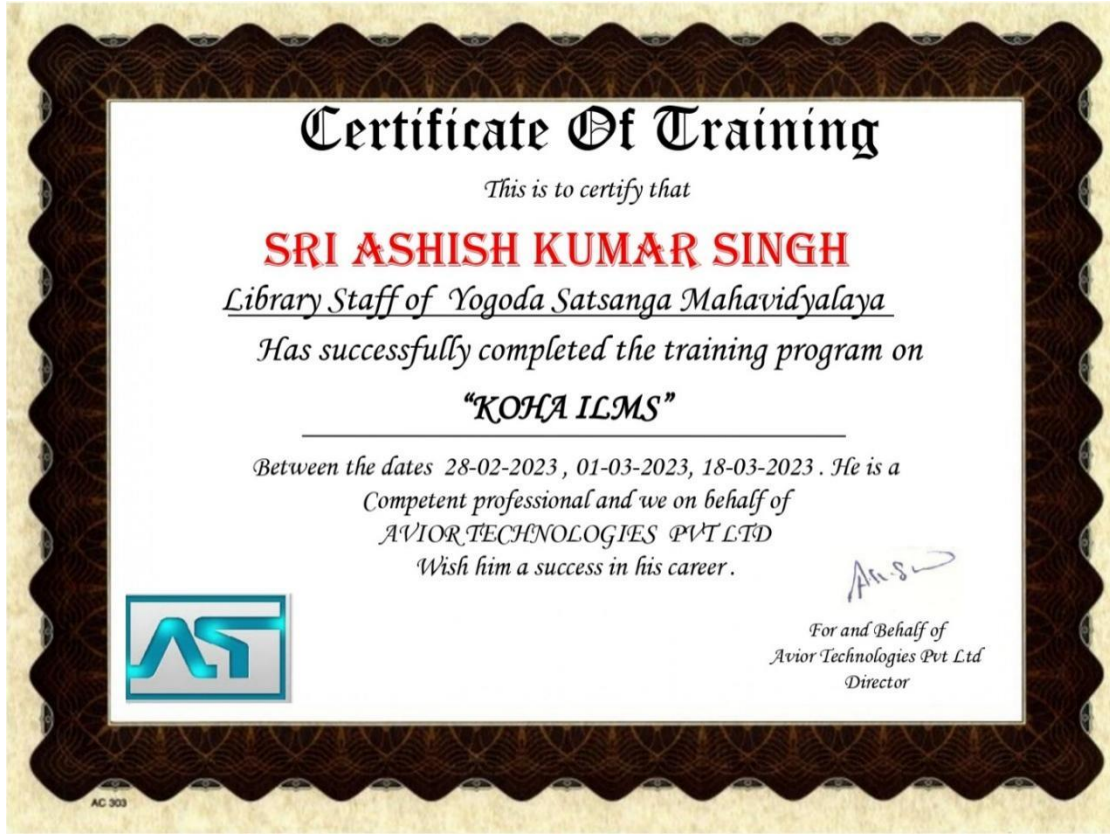 Certificate Of Training
This is to certify that
SRI ASHISH KUMAR SINGH
Library Staff of Yogoda Satsanga Mahavidyalaya
Has successfully completed the training program on
“KOHA ILMS”
Between the dates 28-02-2023 , 01-03-2023, 18-03-2023 . He is a
Competent professional and we on behalf of
AVIOR TECHNOLOGIES PVT LTD
Wish him a success in his career .
For and Behalf of
Avior Technologies Pvt Ltd
Director
AC 303